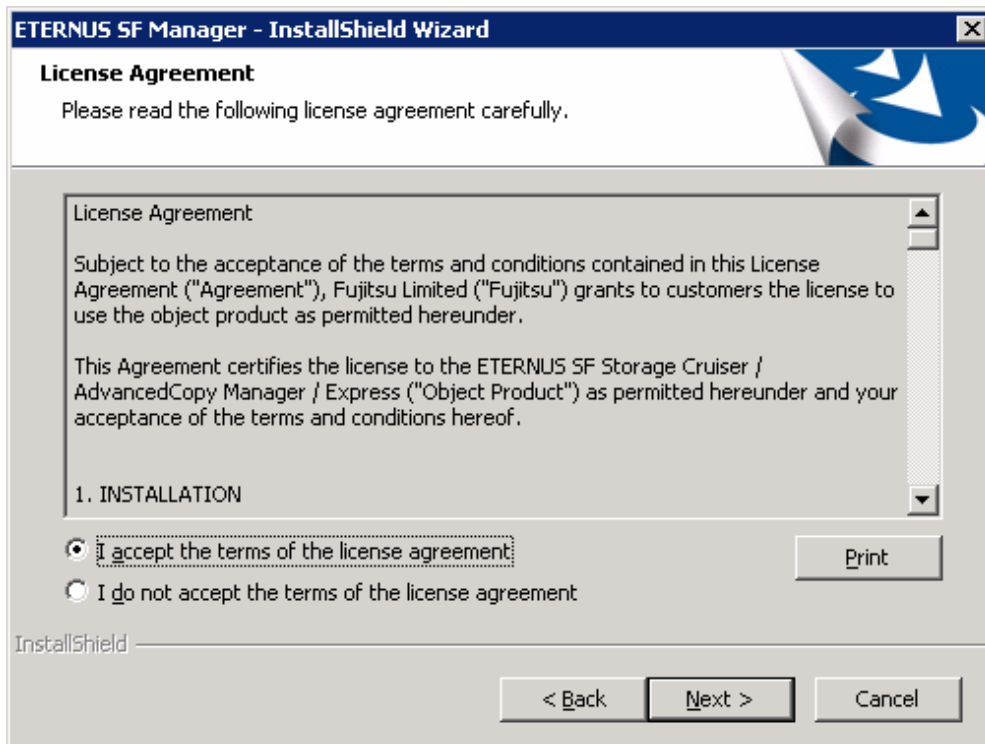 ETERNUS SF Manager - InstallShield Wizard
License Agreement
Please read the following license agreement carefully.
License Agreement
Subject to the acceptance of the terms and conditions contained in this License
Agreement ("Agreement"), Fujitsu Limited ("Fujitsu") grants to customers the license to
use the object product as permitted hereunder.
This Agreement certifies the license to the ETERNUS SF Storage Cruiser /
AdvancedCopy Manager / Express ("Object Product") as permitted hereunder and your
acceptance of the terms and conditions hereof.
1. INSTALLATION
I accept the terms of the license agreement
Print
I do not accept the terms of the license agreement
InstallShield
< Back
Next >
Cancel